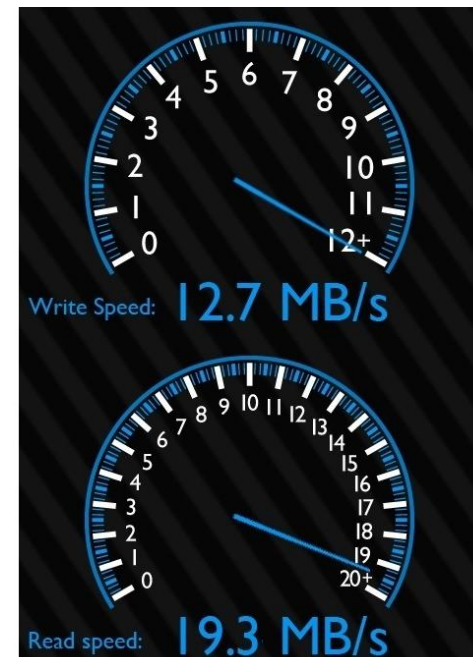 0 1 2 3 4 5 6 7 8 9 10 11 12+
Write Speed: 12.7 MB/s
0 1 2 3 4 5 6 7 8 9 10 11 12 13 14 15 16 17 18 19 20+
Read speed: 19.3 MB/s